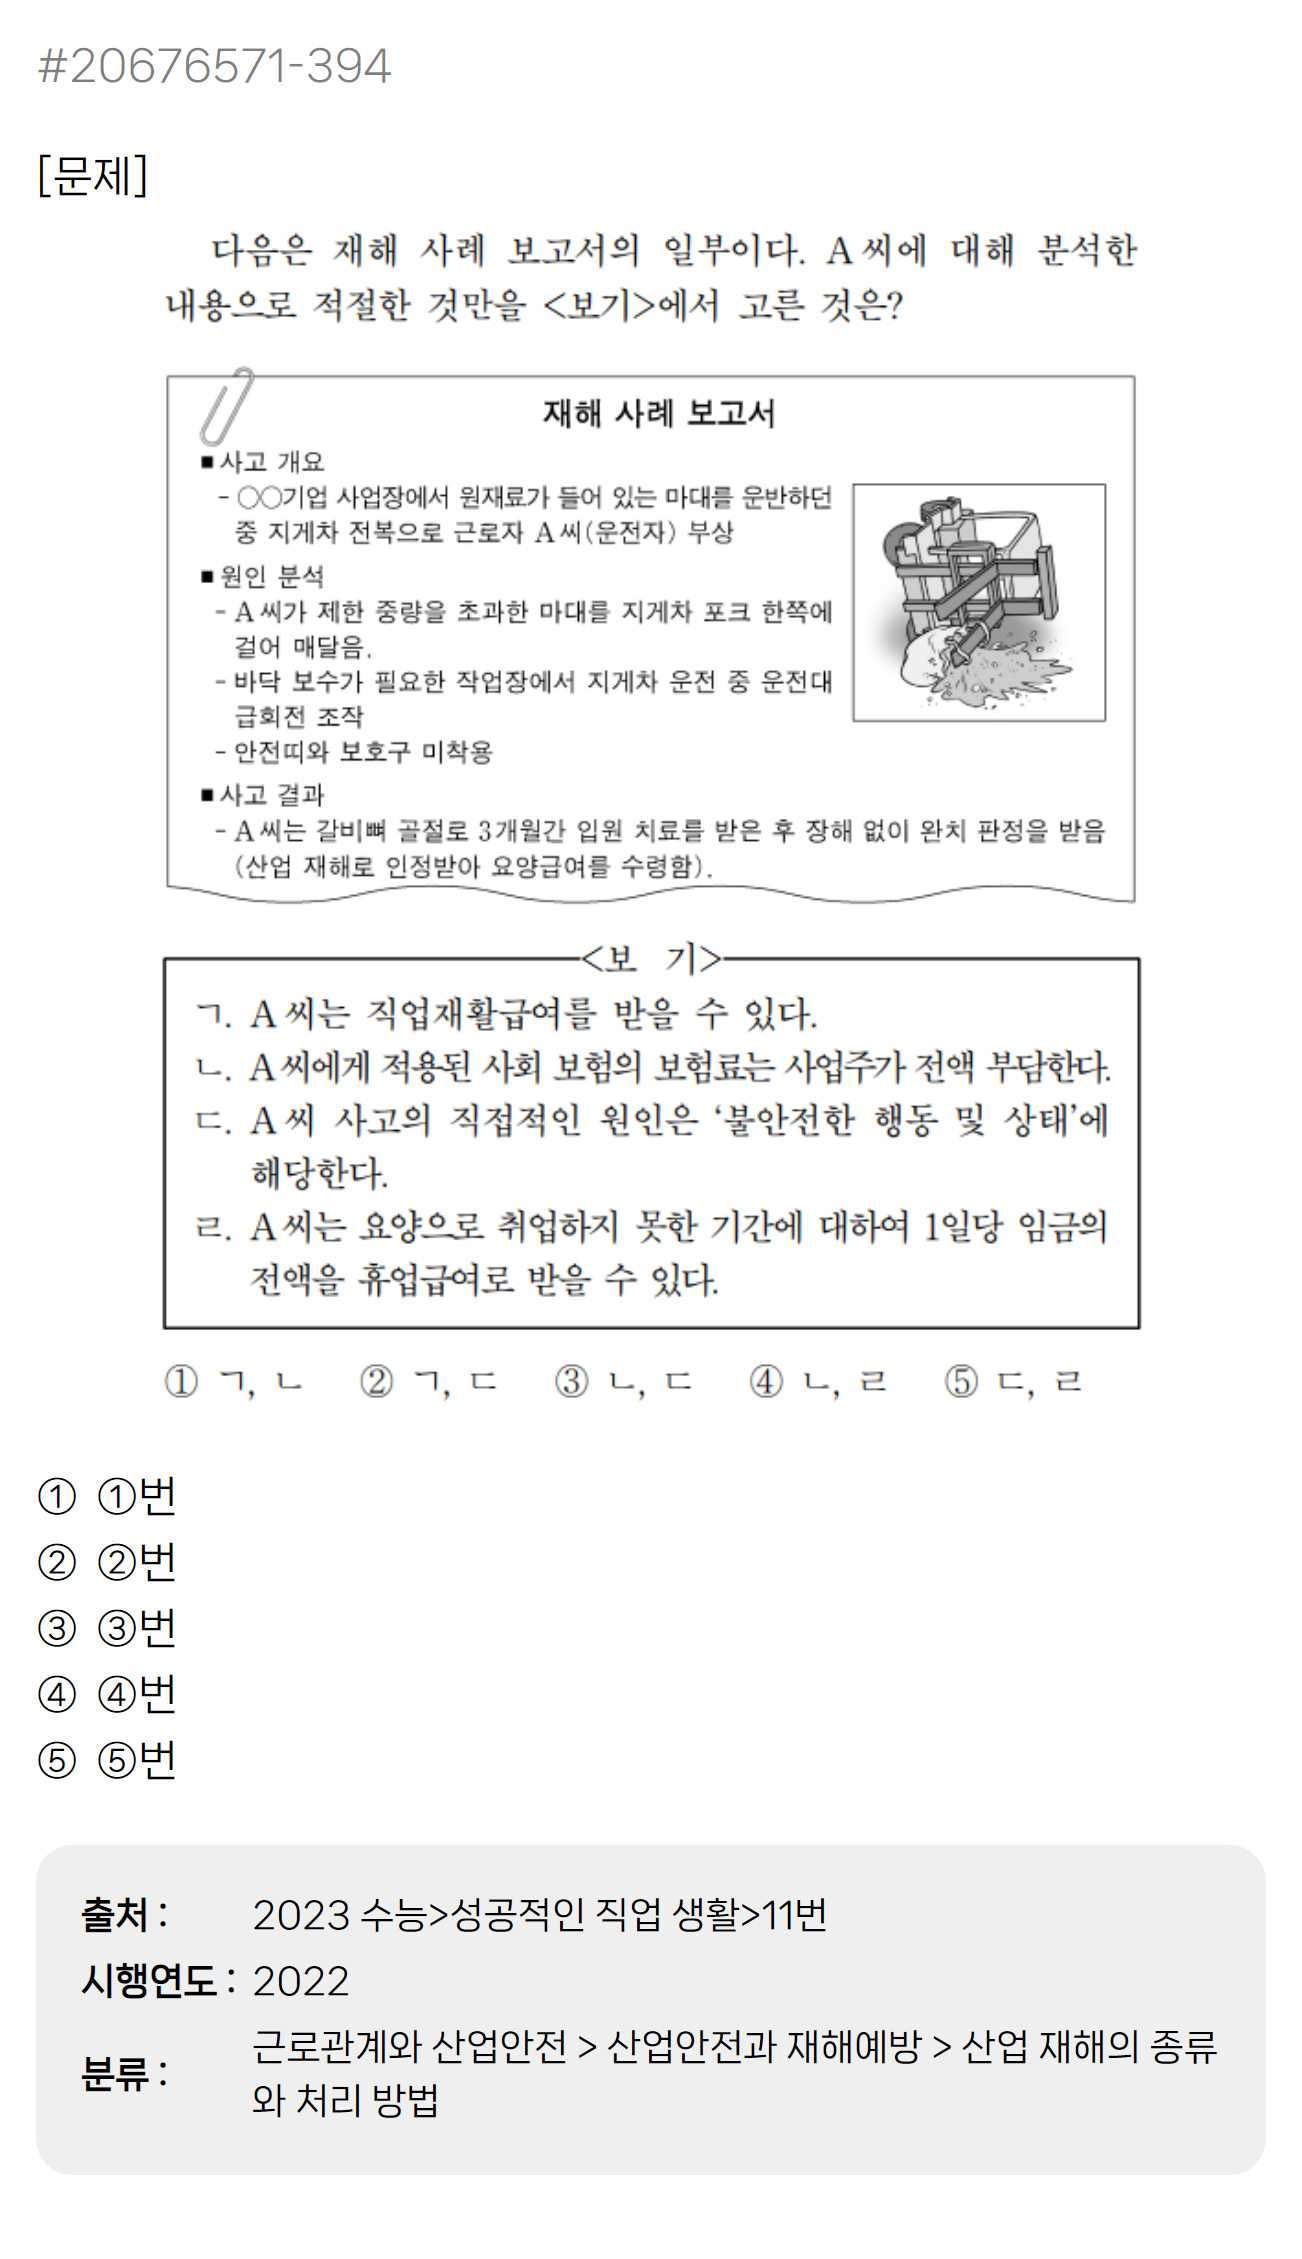 #20676571-394
[문제]
다음은 재해 사례 보고서의 일부이다. A씨에 대해 분석한
내용으로 적절한 것만을 <보기>에서 고른 것은?
재해 사례 보고서
■ 사고 개요
- ○○기업 사업장에서 원재료가 들어 있는 마대를 운반하던
중 지게차 전복으로 근로자 A씨(운전자) 부상
■ 원인 분석
- A씨가 제한 중량을 초과한 마대를 지게차 포크 한쪽에
걸어 매달음.
- 바닥 보수가 필요한 작업장에서 지게차 운전 중 운전대
급회전 조작
- 안전띠와 보호구 미착용
■ 사고 결과
- A씨는 갈비뼈 골절로 3개월간 입원 치료를 받은 후 장해 없이 완치 판정을 받음
(산업 재해로 인정받아 요양급여를 수령함).
<보 기>
ㄱ. A씨는 직업재활급여를 받을 수 있다.
ㄴ. A씨에게 적용된 사회 보험의 보험료는 사업주가 전액 부담한다.
ㄷ. A씨 사고의 직접적인 원인은 '불안전한 행동 및 상태'에
해당한다.
ㄹ. A씨는 요양으로 취업하지 못한 기간에 대하여 1일당 임금의
전액을 휴업급여로 받을 수 있다.
① ㄱ, ㄴ ② ㄱ, ㄷ ③ ㄴ, ㄷ ④ ㄴ, ㄹ ⑤ ㄷ, ㄹ
① ①번
② ②번
③ ③번
④ ④번
⑤ ⑤번
출처 : 2023 수능>성공적인 직업 생활>11번
시행연도 : 2022
분류 : 근로관계와 산업안전 > 산업안전과 재해예방 > 산업 재해의 종류
와 처리 방법